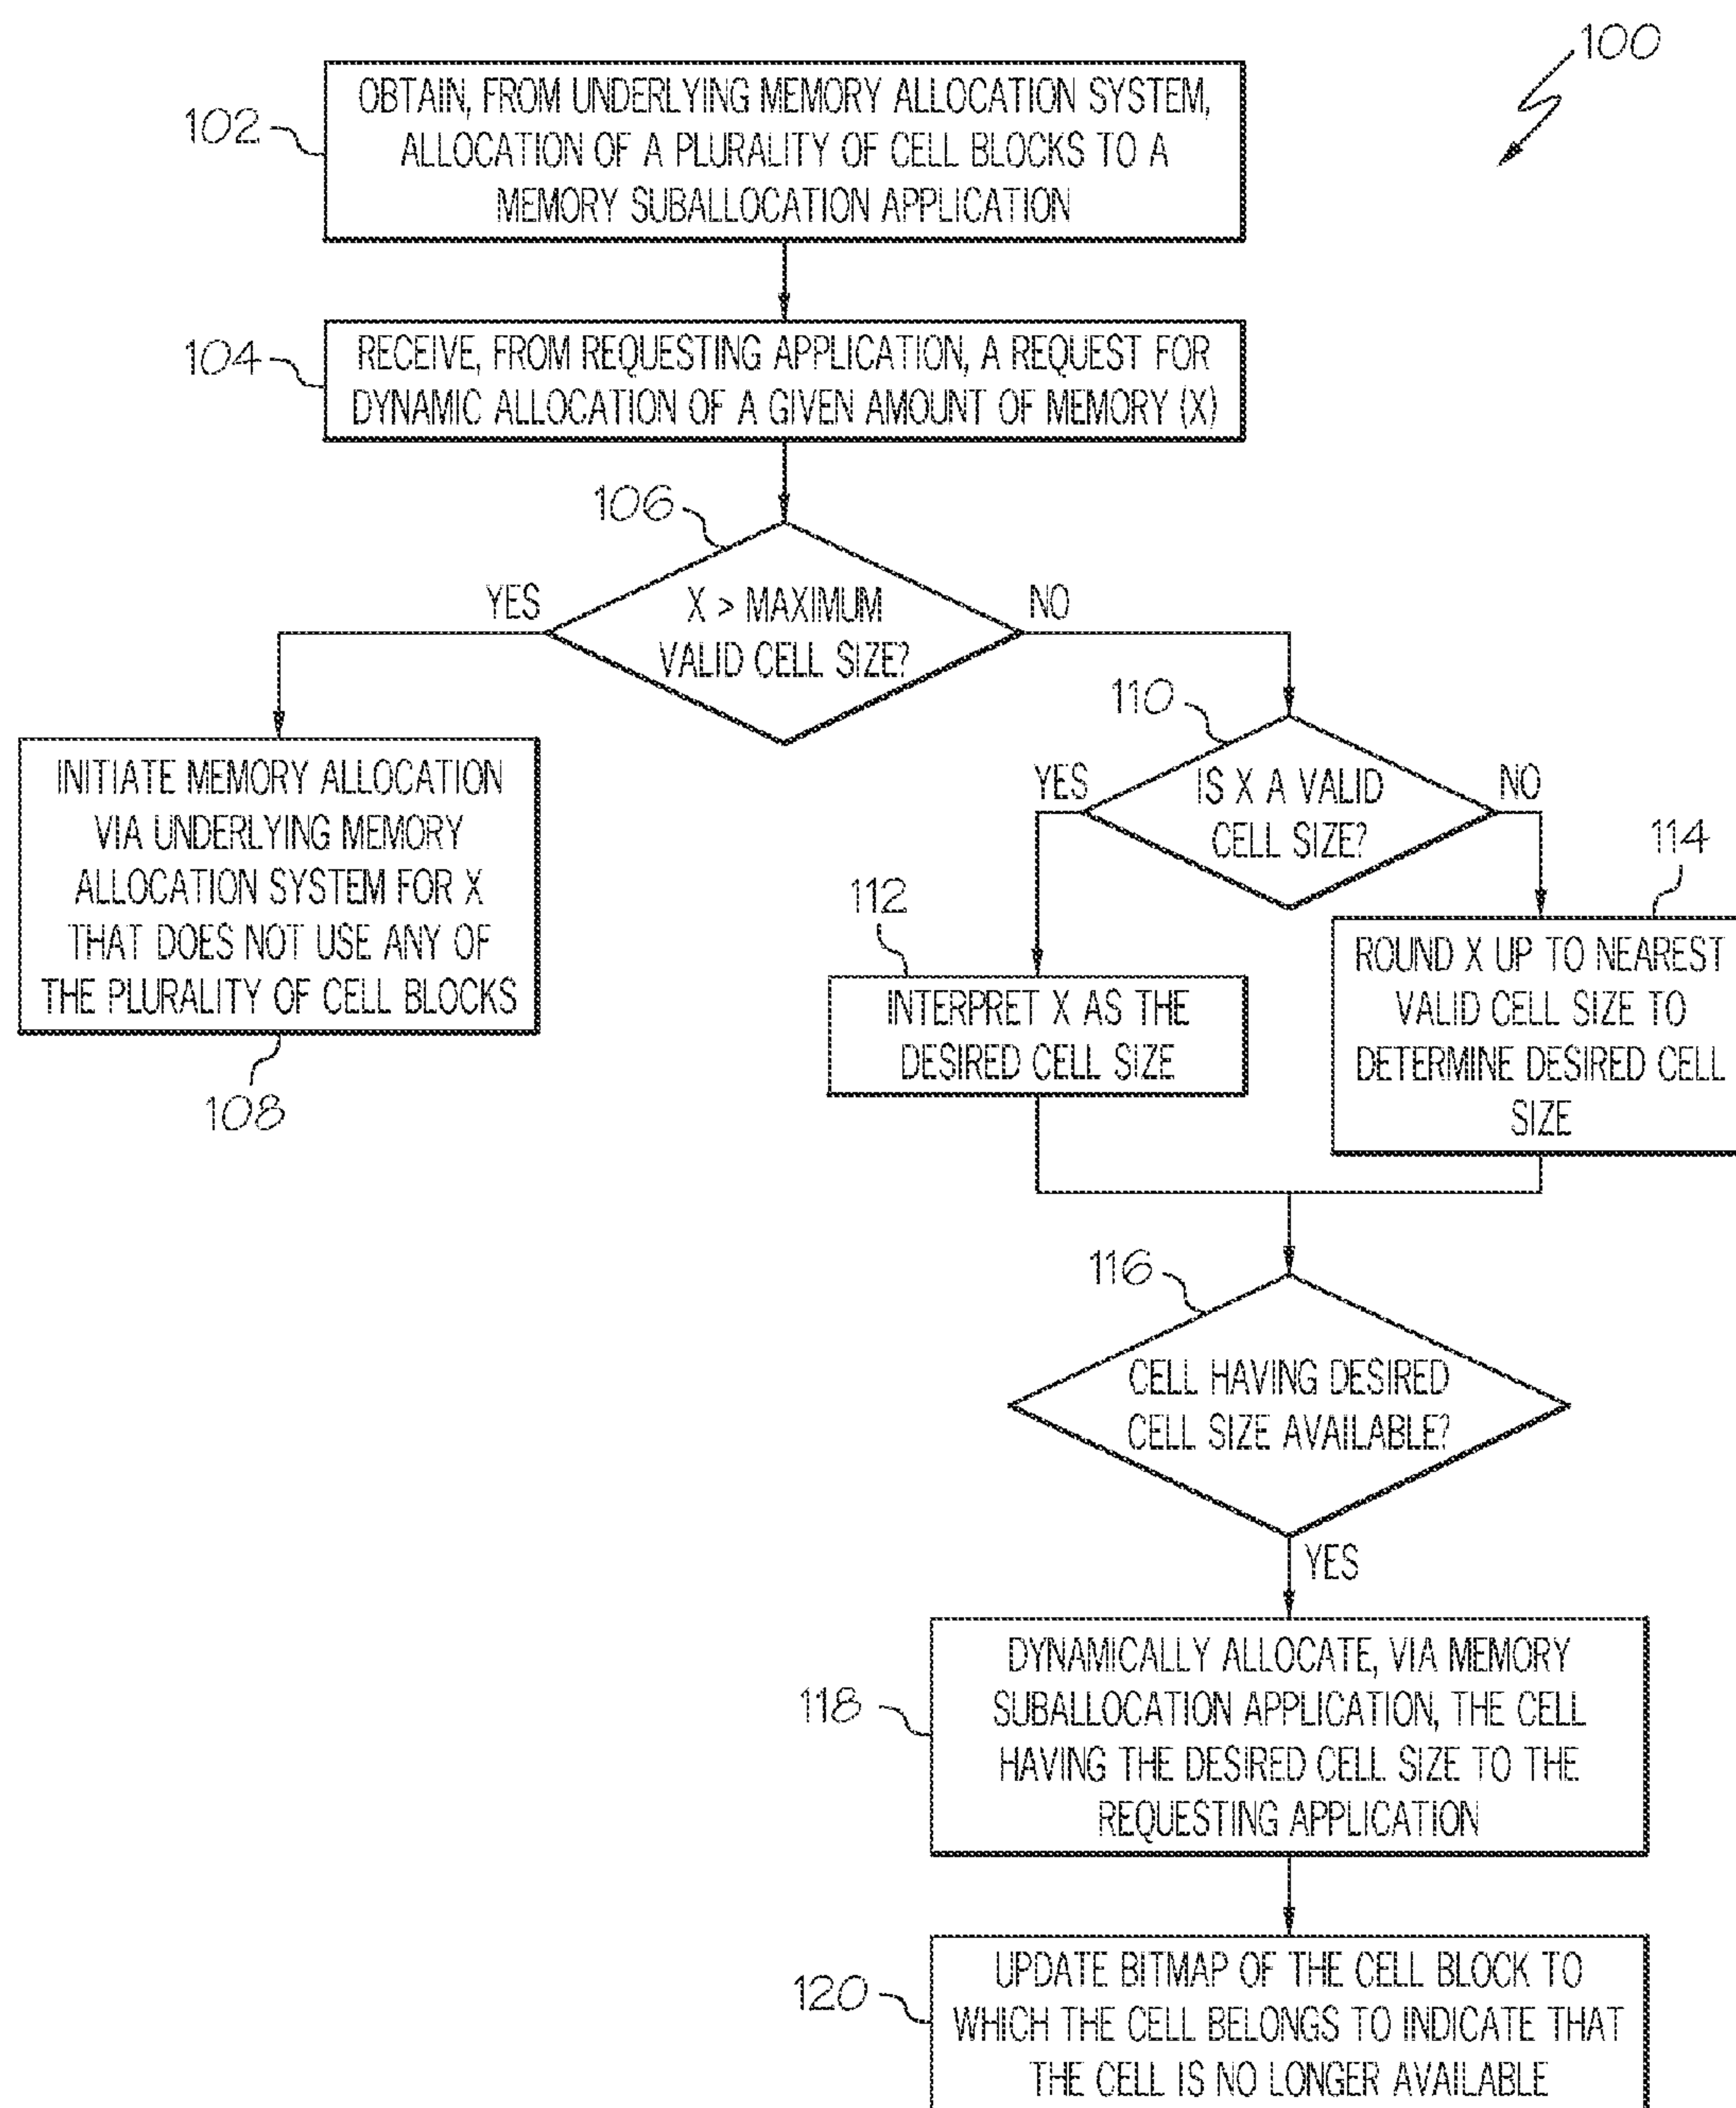 100
102
OBTAIN, FROM UNDERLYING MEMORY ALLOCATION SYSTEM,
ALLOCATION OF A PLURALITY OF CELL BLOCKS TO A
MEMORY SUBALLOCATION APPLICATION
104
RECEIVE, FROM REQUESTING APPLICATION, A REQUEST FOR
DYNAMIC ALLOCATION OF A GIVEN AMOUNT OF MEMORY (X)
106
X > MAXIMUM
VALID CELL SIZE?
YES
NO
INITIATE MEMORY ALLOCATION
VIA UNDERLYING MEMORY
ALLOCATION SYSTEM FOR X
THAT DOES NOT USE ANY OF
THE PLURALITY OF CELL BLOCKS
108
110
IS X A VALID
CELL SIZE?
YES
NO
112
INTERPRET X AS THE
DESIRED CELL SIZE
114
ROUND X UP TO NEAREST
VALID CELL SIZE TO
DETERMINE DESIRED CELL
SIZE
116
CELL HAVING DESIRED
CELL SIZE AVAILABLE?
YES
118
DYNAMICALLY ALLOCATE, VIA MEMORY
SUBALLOCATION APPLICATION, THE CELL
HAVING THE DESIRED CELL SIZE TO THE
REQUESTING APPLICATION
120
UPDATE BITMAP OF THE CELL BLOCK TO
WHICH THE CELL BELONGS TO INDICATE THAT
THE CELL IS NO LONGER AVAILABLE